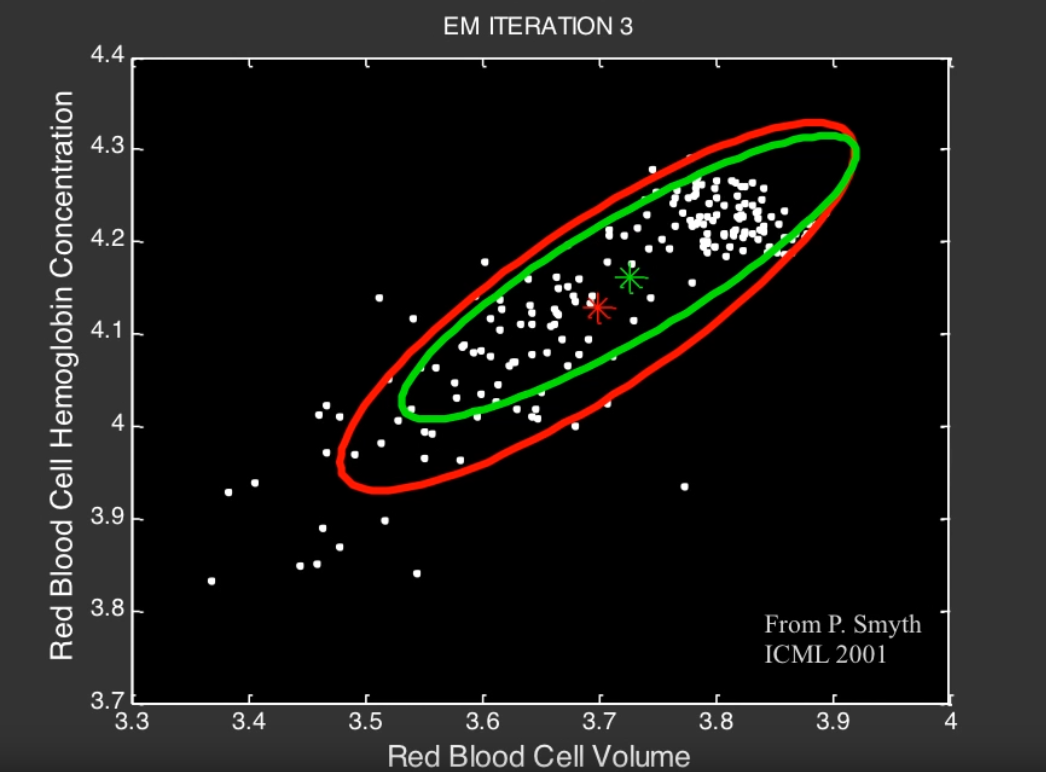 EM ITERATION 3
Red Blood Cell Hemoglobin Concentration
4.4
4.3
4.2
4.1
4
3.9
3.8
3.7
From P. Smyth
ICML 2001
3.3 3.4 3.5 3.6 3.7 3.8 3.9 4
Red Blood Cell Volume